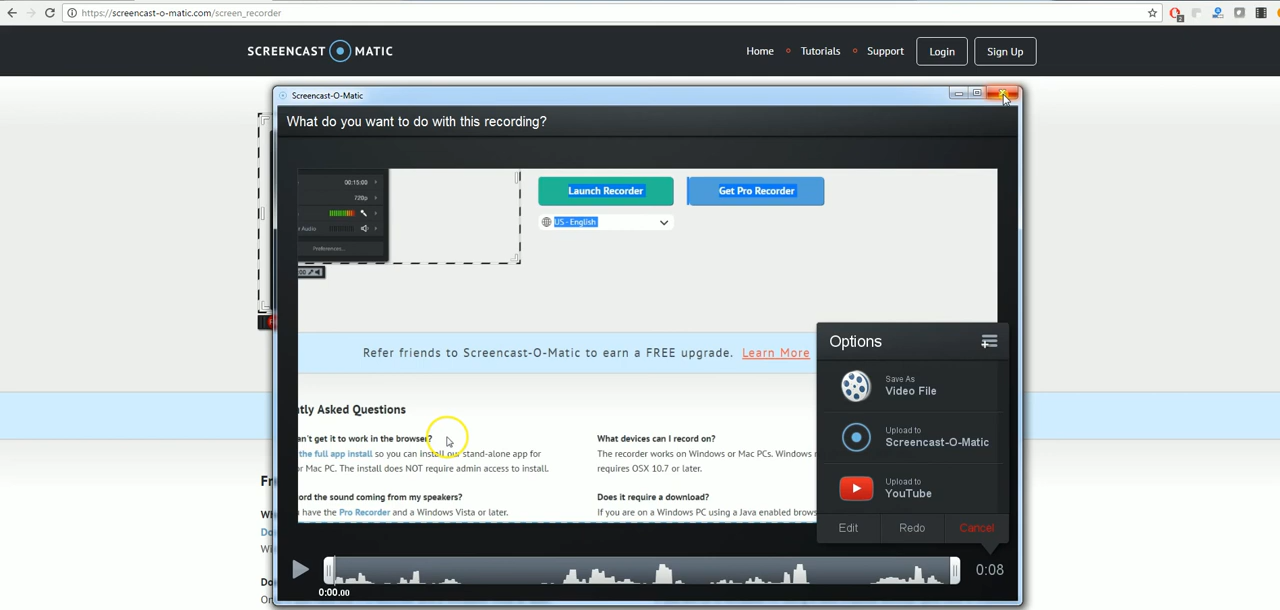 https://screencast-o-matic.com/screen_recorder
2
SCREENCAST MATIC
Home
Tutorials
Support
Login
Sign Up
Screencast-O-Matic
What do you want to do with this recording?
00:15:00
720p
Audio
Preferences...
Launch Recorder
Get Pro Recorder
US - English
Refer friends to Screencast-O-Matic to earn a FREE upgrade. Learn More
Options
Save As
Video File
Upload to
Screencast-O-Matic
Upload to
YouTube
Edit
Redo
Cancel
tly Asked Questions
an't get it to work in the browser?
the full app install so you can install our stand-alone app for
or Mac PC. The install does NOT require admin access to install.
ord the sound coming from my speakers?
have the Pro Recorder and a Windows Vista or later.
What devices can I record on?
The recorder works on Windows or Mac PCs. Windows
requires OSX 10.7 or later.
Does it require a download?
If you are on a Windows PC using a Java enabled brows
0:08
0:00.00
Fr
Do